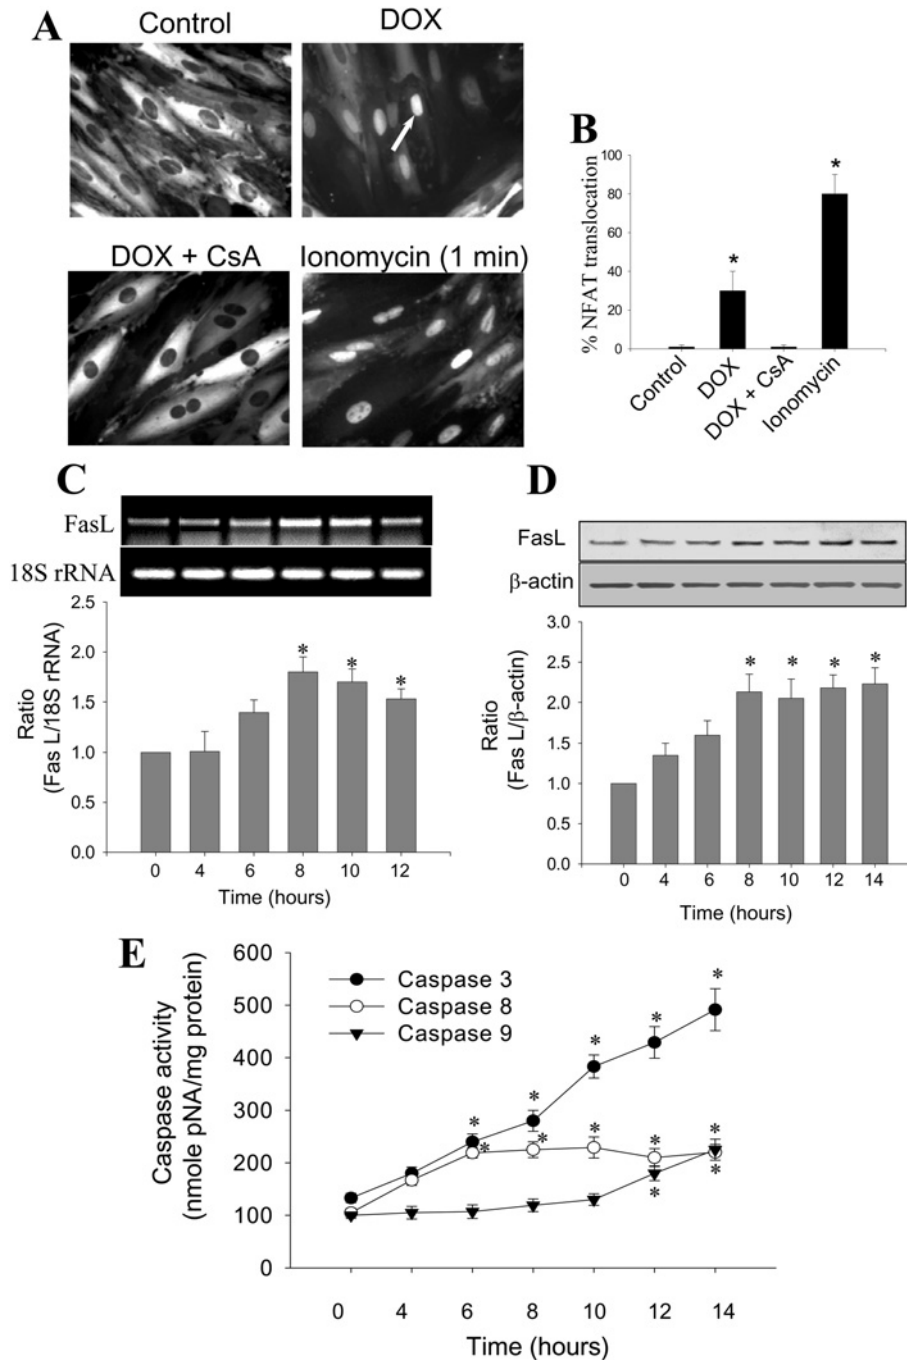 A
Control
DOX
DOX + CsA
Ionomycin (1 min)
B
% NFAT translocation
100
80
60
40
20
0
*
*
Control
DOX
DOX + CsA
Ionomycin
C
FasL
18S rRNA
Ratio
(Fas L/18S rRNA)
2.5
2.0
1.5
1.0
0.5
0.0
* * *
0 4 6 8 10 12
Time (hours)
D
FasL
β-actin
Ratio
(Fas L/β-actin)
3.0
2.5
2.0
1.5
1.0
0.5
0.0
* * * *
0 4 6 8 10 12 14
Time (hours)
E
Caspase activity
(nmole pNA/mg protein)
600
500
400
300
200
100
0
Caspase 3
Caspase 8
Caspase 9
* * * * *
* * * * *
* *
0 4 6 8 10 12 14
Time (hours)